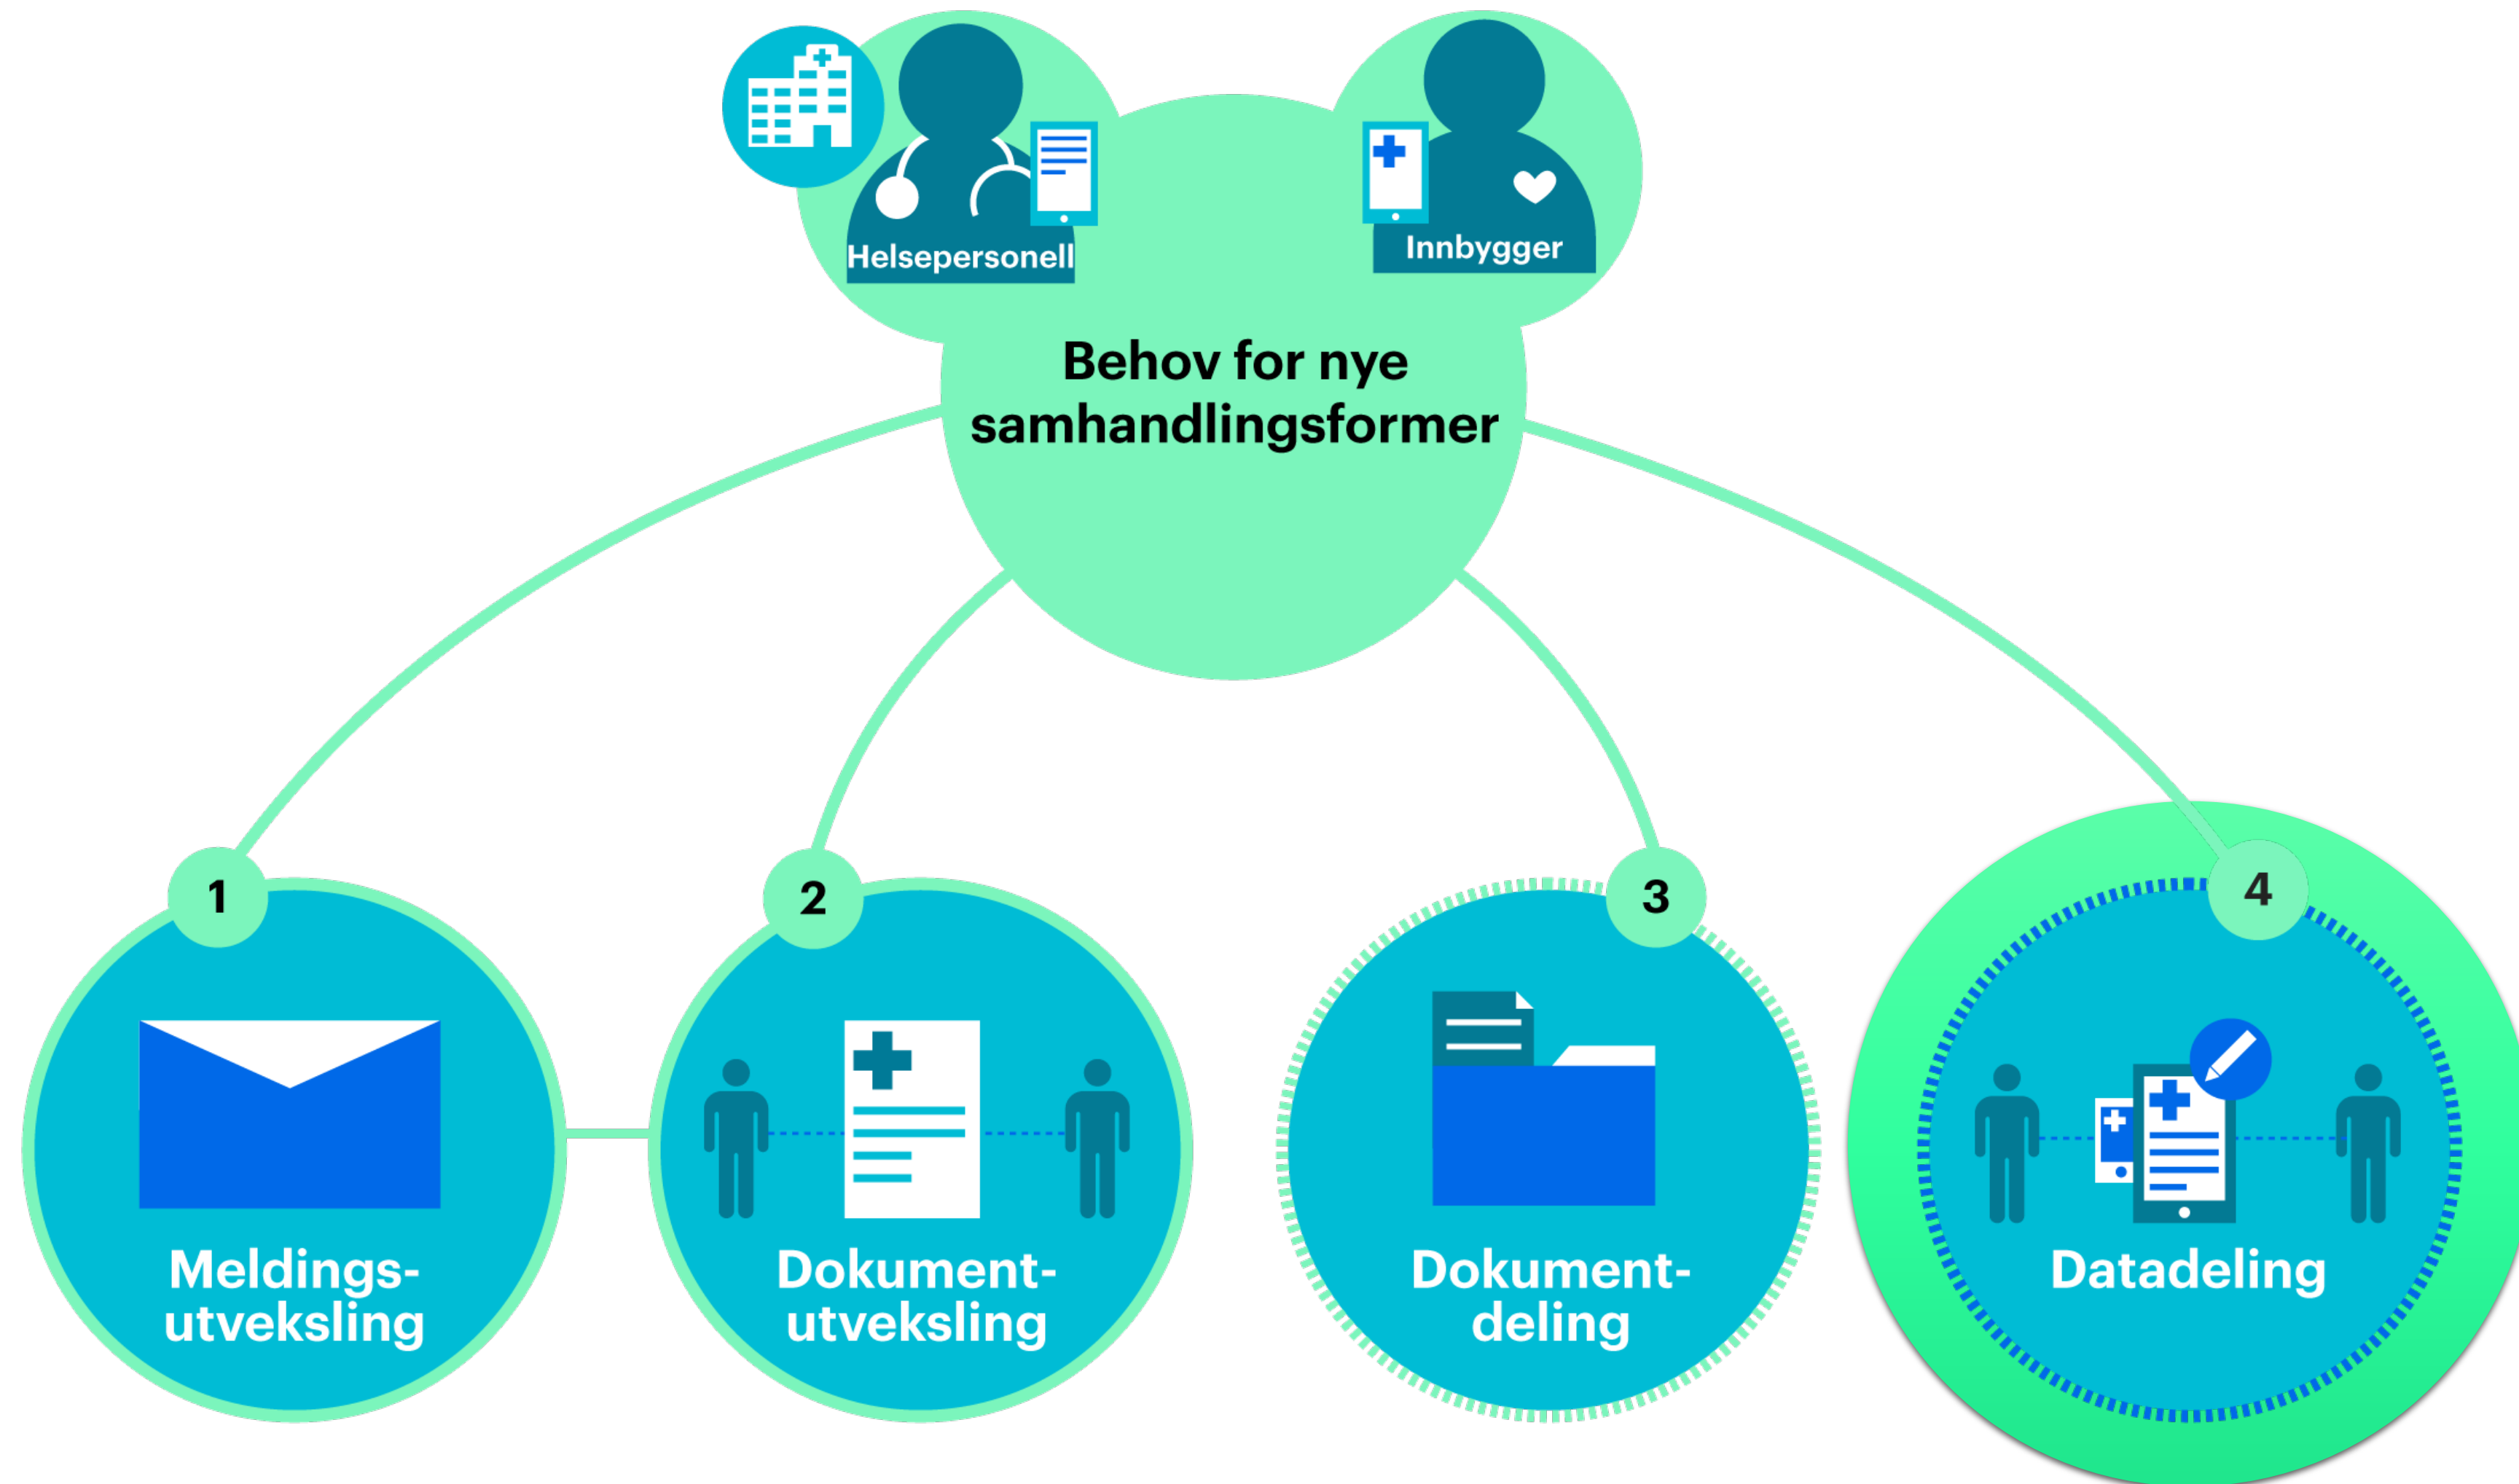 Helsepersonell
Innbygger
Behov for nye
samhandlingsformer
1
Meldings-
utveksling
2
Dokument-
utveksling
3
Dokument-
deling
4
Datadeling